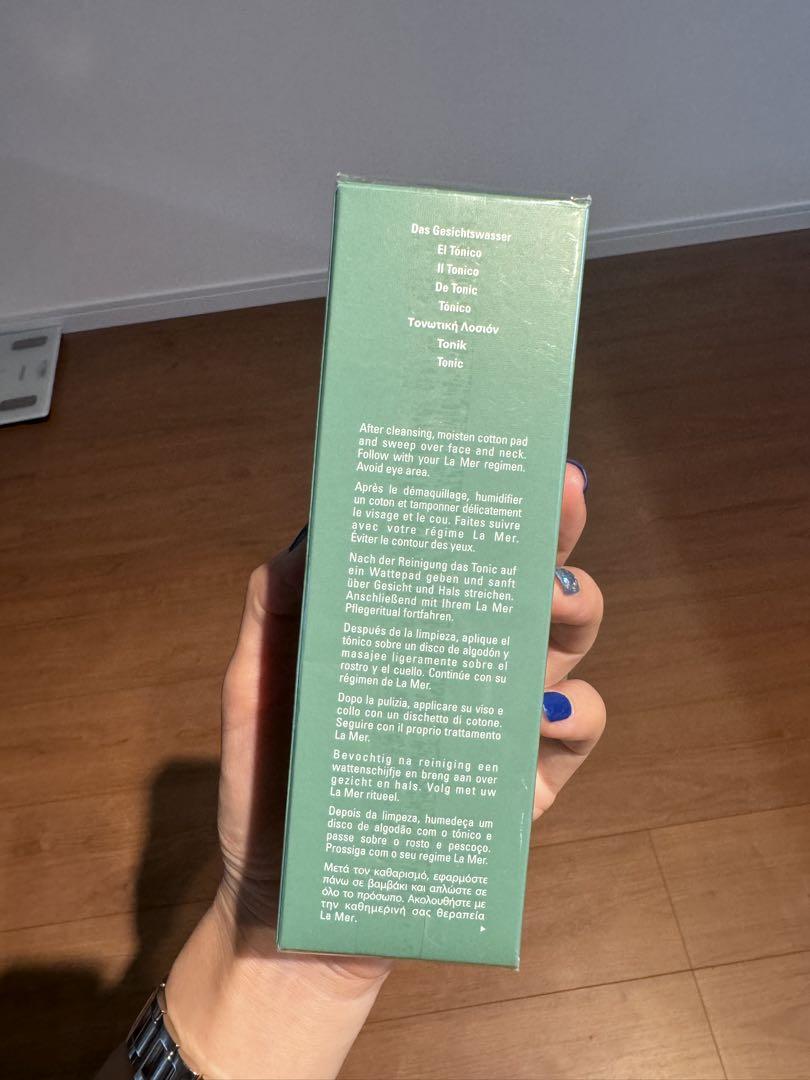 Das Gesichtswasser
El Tónico
Il Tonico
De Tonic
Tónico
Τονωτική Λοσιόν
Tonik
Tonic
After cleansing, moisten cotton pad
and sweep over face and neck.
Follow with your La Mer regimen.
Avoid eye area.
Après le démaquillage, humidifier
un coton et tamponner délicatement
le visage et le cou. Faites suivre
avec votre régime La Mer.
Éviter le contour des yeux.
Nach der Reinigung das Tonic auf
ein Wattepad geben und sanft
über Gesicht und Hals streichen.
Anschließend mit Ihrem La Mer
Pflegeritual fortfahren.
Después de la limpieza, aplique el
tónico sobre un disco de algodón y
masajee ligeramente sobre el
rostro y el cuello. Continúe con su
régimen de La Mer.
Dopo la pulizia, applicare su viso e
collo con un dischetto di cotone.
Seguire con il proprio trattamento
La Mer.
Bevochtig na reiniging een
wattenschijfje en breng aan over
gezicht en hals. Volg met uw
La Mer ritueel.
Depois da limpeza, humedeça um
disco de algodão com o tónico e
passe sobre o rosto e pescoço.
Prossiga com o seu regime La Mer.
Μετά τον καθαρισμό, εφαρμόστε
πάνω σε βαμβάκι και απλώστε σε
όλο το πρόσωπο. Ακολουθήστε με
την καθημερινή σας θεραπεία
La Mer.